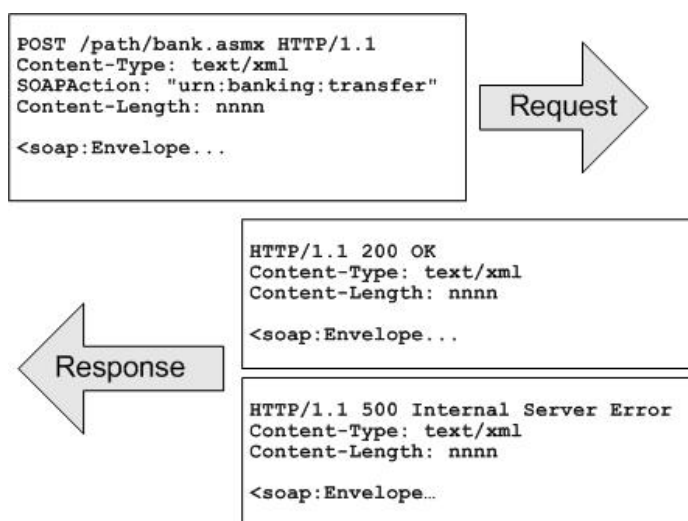 POST /path/bank.asmx HTTP/1.1
Content-Type: text/xml
SOAPAction: "urn:banking:transfer"
Content-Length: nnnn
<soap:Envelope...
Request
HTTP/1.1 200 OK
Content-Type: text/xml
Content-Length: nnnn
<soap:Envelope...
Response
HTTP/1.1 500 Internal Server Error
Content-Type: text/xml
Content-Length: nnnn
<soap:Envelope…